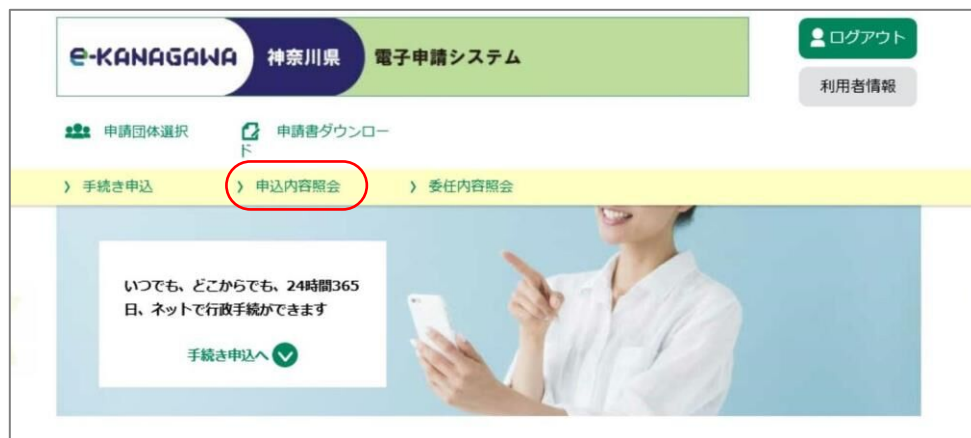 e-KANAGAWA 神奈川県 電子申請システム
ログアウト
利用者情報
申請団体選択 申請書ダウンロー
ド
手続き申込 申込内容照会 委任内容照会
いつでも、どこからでも、24時間365
日、ネットで行政手続ができます
手続き申込へ